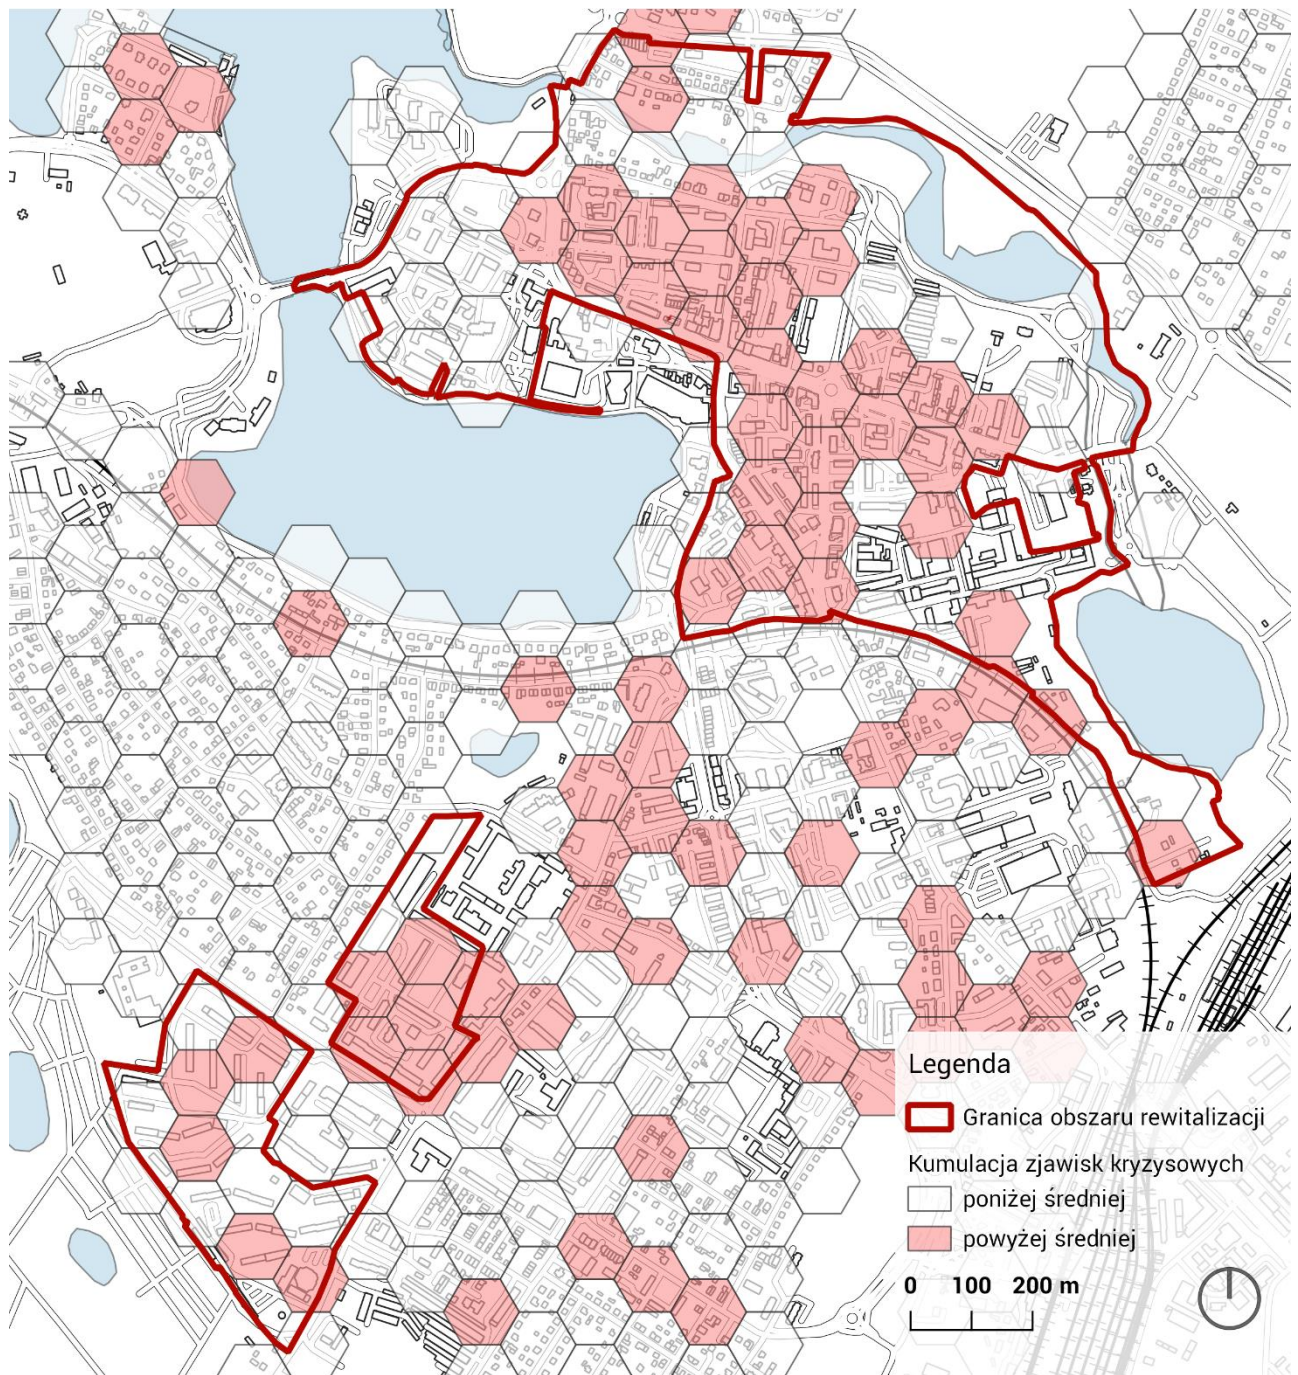 Legenda
Granica obszaru rewitalizacji
Kumulacja zjawisk kryzysowych
poniżej średniej
powyżej średniej
0 100 200 m